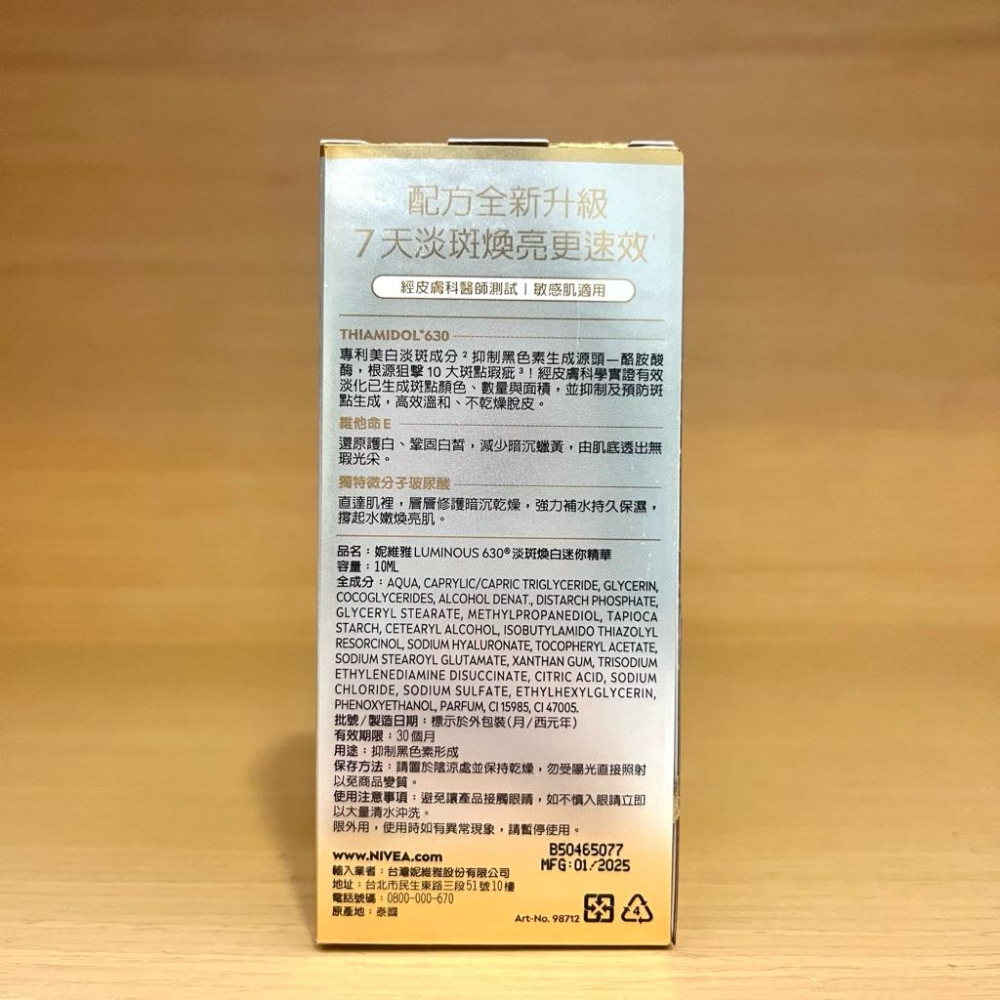 配方全新升級
7天淡斑煥亮更速效¹
經皮膚科醫師測試 | 敏感肌適用
THIAMIDOL®630
專利美白淡斑成分²抑制黑色素生成源頭—酪胺酸
酶，根源狙擊10大斑點瑕疵³！經皮膚科學實證有效
淡化已生成斑點顏色、數量與面積，並抑制及預防斑
點生成，高效溫和、不乾燥脫皮。
維他命E
還原護白、鞏固白皙，減少暗沉蠟黃，由肌底透出無
瑕光采。
獨特微分子玻尿酸
直達肌裡，層層修護暗沉乾燥，強力補水持久保濕，
撐起水嫩煥亮肌。
品名：妮維雅LUMINOUS 630®淡斑煥白迷你精華
容量：10ML
全成分：AQUA, CAPRYLIC/CAPRIC TRIGLYCERIDE, GLYCERIN,
COCOGLYCERIDES, ALCOHOL DENAT., DISTARCH PHOSPHATE,
GLYCERYL STEARATE, METHYLPROPANEDIOL, TAPIOCA
STARCH, CETEARYL ALCOHOL, ISOBUTYLAMIDO THIAZOLYL
RESORCINOL, SODIUM HYALURONATE, TOCOPHERYL ACETATE,
SODIUM STEAROYL GLUTAMATE, XANTHAN GUM, TRISODIUM
ETHYLENEDIAMINE DISUCCINATE, CITRIC ACID, SODIUM
CHLORIDE, SODIUM SULFATE, ETHYLHEXYLGLYCERIN,
PHENOXYETHANOL, PARFUM, CI 15985, CI 47005.
批號/製造日期：標示於外包裝(月/西元年)
有效期限：30個月
用途：抑制黑色素形成
保存方法：請置於陰涼處並保持乾燥，勿受陽光直接照射
以免商品變質。
使用注意事項：避免讓產品接觸眼睛，如不慎入眼請立即
以大量清水沖洗。
限外用，使用時如有異常現象，請暫停使用。
B50465077
MFG:01/2025
www.NIVEA.com
輸入業者：台灣妮維雅股份有限公司
地址：台北市民生東路三段51號10樓
電話號碼：0800-000-670
原產地：泰國
Art-No. 98712
4